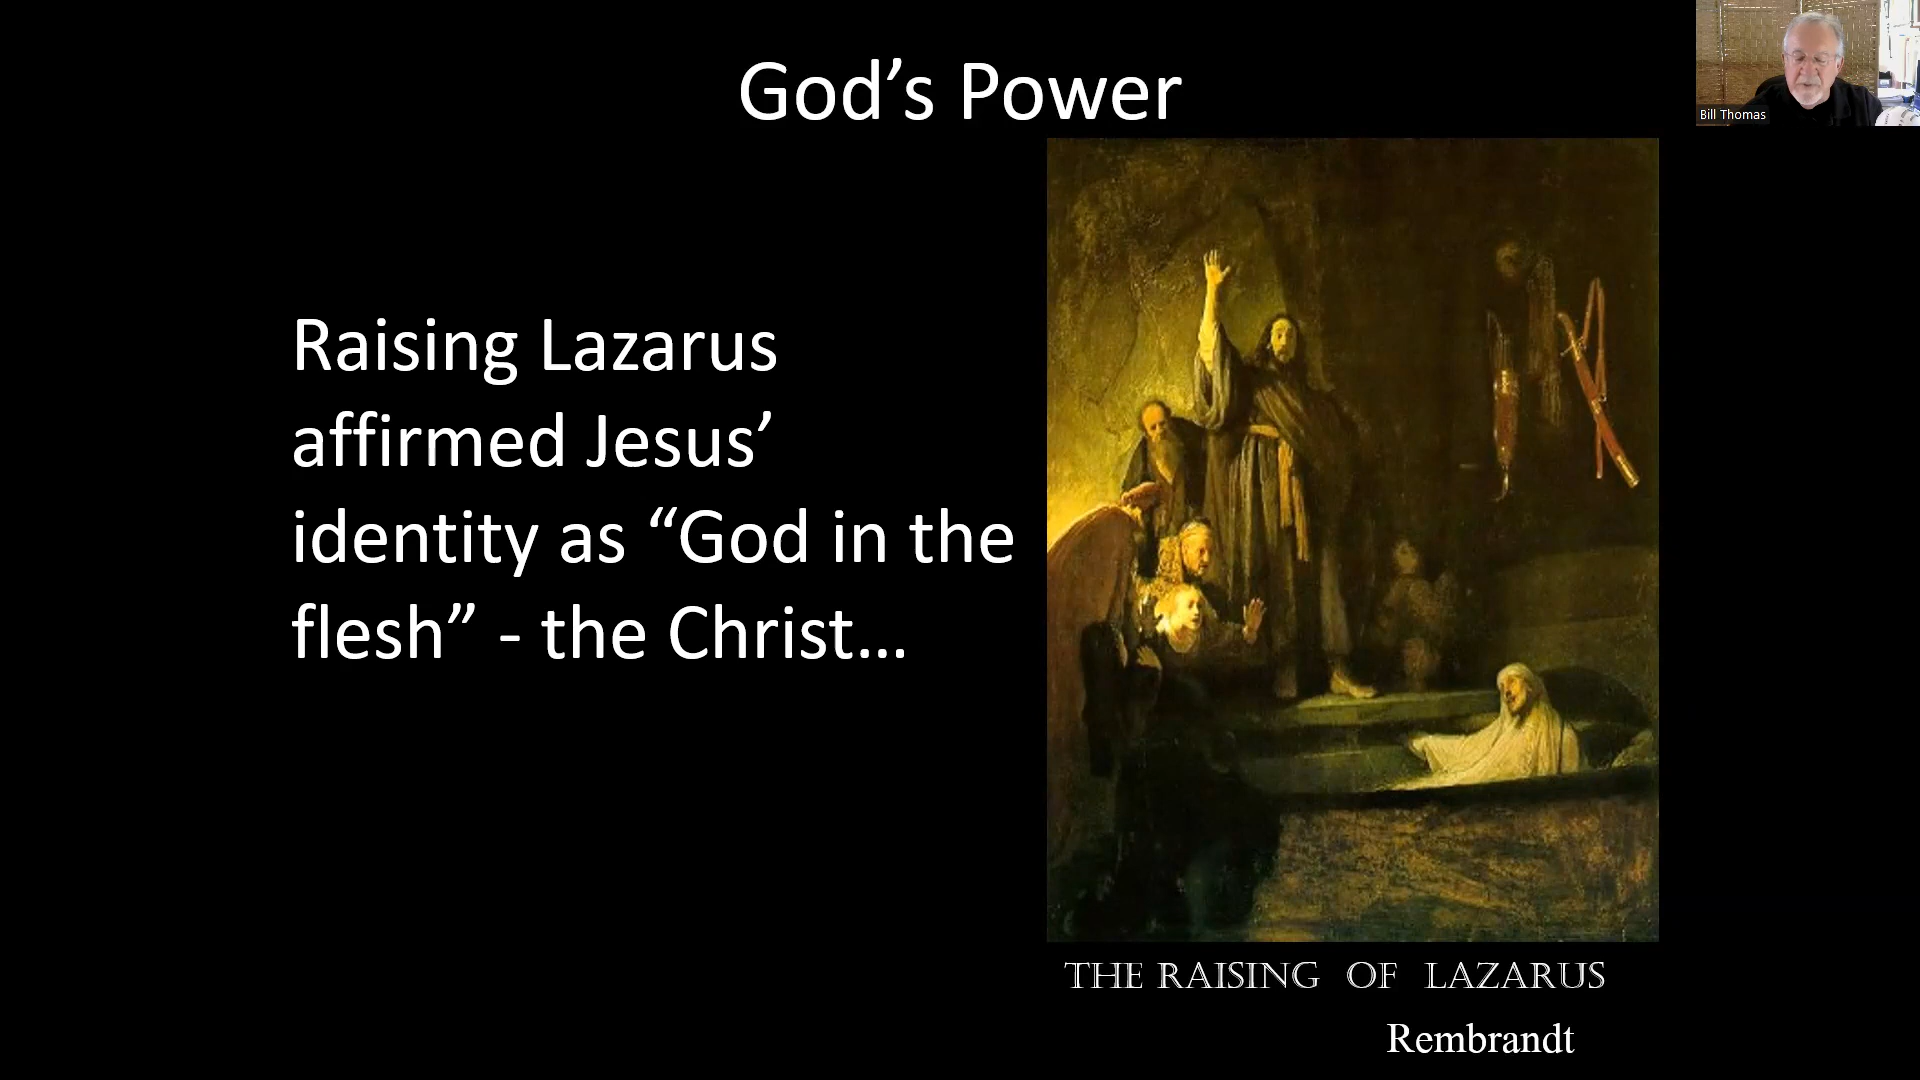 God’s Power
Bill Thomas
Raising Lazarus
affirmed Jesus’
identity as “God in the
flesh” - the Christ…
THE RAISING OF LAZARUS
Rembrandt